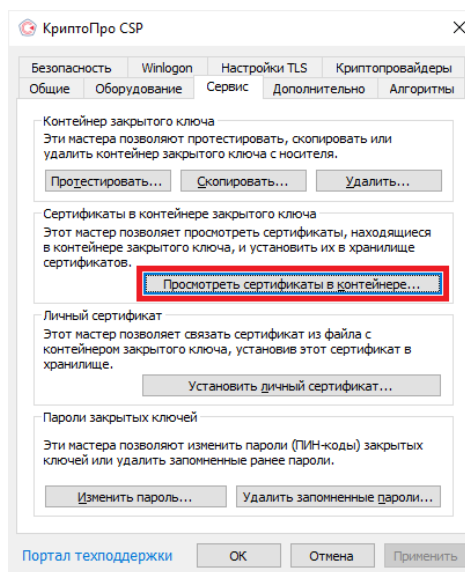 КриптоПро CSP
Безопасность Winlogon Настройки TLS Криптопровайдеры
Общие Оборудование Сервис Дополнительно Алгоритмы
Контейнер закрытого ключа
Эти мастера позволяют протестировать, скопировать или
удалить контейнер закрытого ключа с носителя.
Протестировать... Скопировать... Удалить...
Сертификаты в контейнере закрытого ключа
Этот мастер позволяет просмотреть сертификаты, находящиеся
в контейнере закрытого ключа, и установить их в хранилище
сертификатов.
Просмотреть сертификаты в контейнере...
Личный сертификат
Этот мастер позволяет связать сертификат из файла с
контейнером закрытого ключа, установив этот сертификат в
хранилище.
Установить личный сертификат...
Пароли закрытых ключей
Эти мастера позволяют изменить пароли (ПИН-коды) закрытых
ключей или удалить запомненные ранее пароли.
Изменить пароль... Удалить запомненные пароли...
Портал техподдержки ОК Отмена Применить